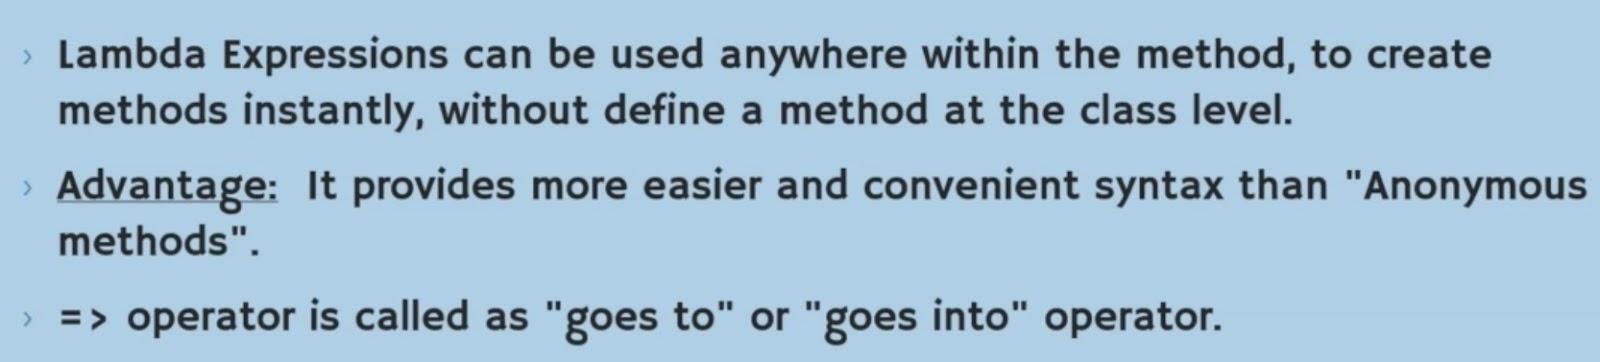 › Lambda Expressions can be used anywhere within the method, to create
methods instantly, without define a method at the class level.
› Advantage: It provides more easier and convenient syntax than "Anonymous
methods".
› => operator is called as "goes to" or "goes into" operator.